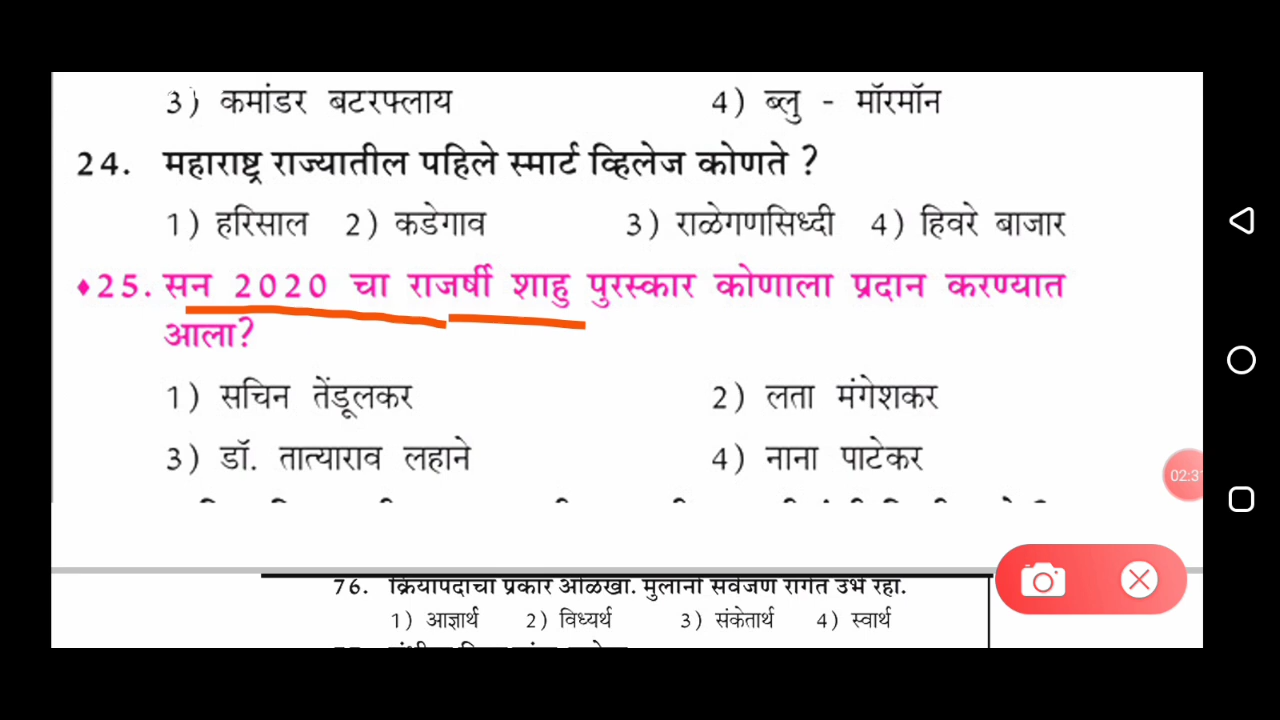 3) कमांडर बटरफ्लाय 4) ब्लु - मॉरमॉन
24. महाराष्ट्र राज्यातील पहिले स्मार्ट व्हिलेज कोणते ?
1) हरिसाल 2) कडेगाव 3) राळेगणसिध्दी 4) हिवरे बाजार
♦25. सन 2020 चा राजर्षी शाहु पुरस्कार कोणाला प्रदान करण्यात
आला?
1) सचिन तेंडूलकर 2) लता मंगेशकर
3) डॉ. तात्याराव लहाने 4) नाना पाटेकर
02:31
76. क्रियापदाचा प्रकार ओळखा. मुलांनो सर्वजण रांगेत उभे रहा.
1) आज्ञार्थ 2) विध्यर्थ 3) संकेतार्थ 4) स्वार्थ